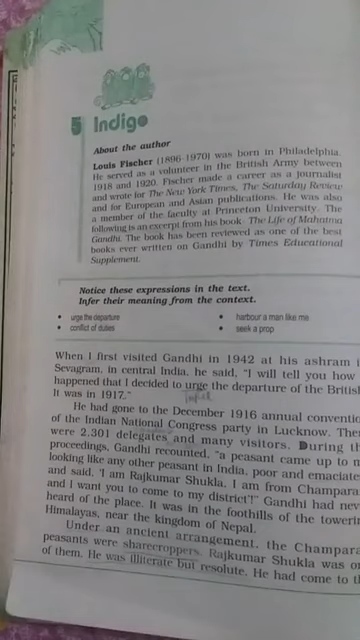 5 Indigo
About the author
Louis Fischer (1896-1970) was born in Philadelphia.
He served as a volunteer in the British Army between
1918 and 1920. Fischer made a career as a journalist
and wrote for The New York Times, The Saturday Review
and for European and Asian publications. He was also
a member of the faculty at Princeton University. The
following is an excerpt from his book- The Life of Mahatma
Gandhi. The book has been reviewed as one of the best
books ever written on Gandhi by Times Educational
Supplement.
Notice these expressions in the text.
Infer their meaning from the context.
• urge the departure
• harbour a man like me
• conflict of duties
• seek a prop
When I first visited Gandhi in 1942 at his ashram i
Sevagram, in central India, he said, "I will tell you how
happened that I decided to urge the departure of the British
It was in 1917."
He had gone to the December 1916 annual conventio
of the Indian National Congress party in Lucknow. The
were 2,301 delegates and many visitors. During th
proceedings, Gandhi recounted, "a peasant came up to m
looking like any other peasant in India, poor and emaciate
and said, 'I am Rajkumar Shukla. I am from Champara
and I want you to come to my district'!" Gandhi had nev
heard of the place. It was in the foothills of the towerin
Himalayas, near the kingdom of Nepal.
Under an ancient arrangement, the Champara
peasants were sharecroppers. Rajkumar Shukla was on
of them. He was illiterate but resolute. He had come to th